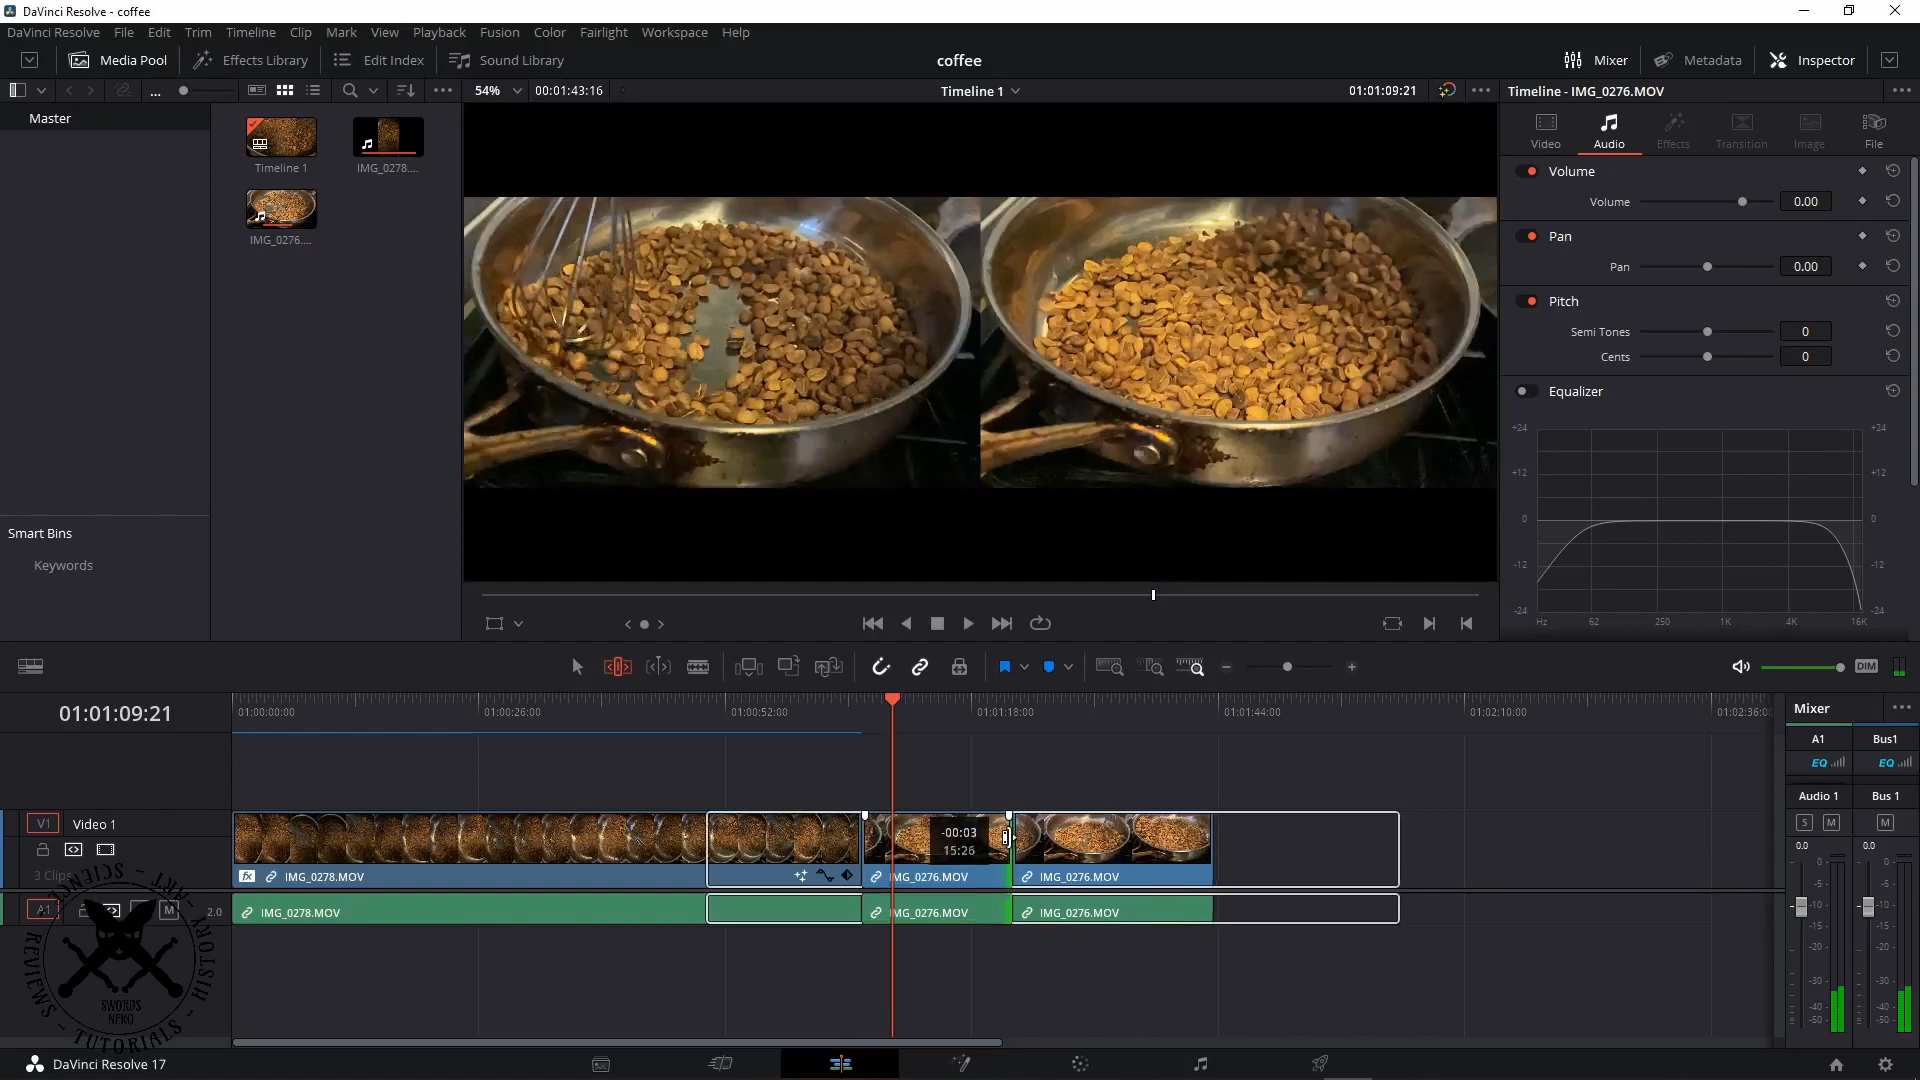 DaVinci Resolve - coffee
DaVinci Resolve File Edit Trim Timeline Clip Mark View Playback Fusion Color Fairlight Workspace Help
Media Pool Effects Library Edit Index Sound Library coffee Mixer Metadata Inspector
... 54% 00:01:43:16 Timeline 1 01:01:09:21 Timeline - IMG_0276.MOV
Master
Timeline 1
IMG_0278....
IMG_0276....
Smart Bins
Keywords
Video Audio Effects Transition Image File
Volume
Volume 0.00
Pan
Pan 0.00
Pitch
Semi Tones 0
Cents 0
Equalizer
+24 +24
+12 +12
0 0
-12 -12
-24 -24
Hz 62 250 1K 4K 16K
DIM
01:01:09:21
01:00:00:00 01:00:26:00 01:00:52:00 01:01:18:00 01:01:44:00 01:02:10:00 01:02:36:00
V1 Video 1
3 Clips
-00:03
15:26
IMG_0278.MOV IMG_0276.MOV IMG_0276.MOV
A1 M 2.0
IMG_0278.MOV IMG_0276.MOV IMG_0276.MOV
Mixer
A1 Bus1
EQ EQ
Audio 1 Bus 1
S M M
0.0 0.0
0 0
-5 -5
-10 -10
-15 -15
-20 -20
-30 -30
-40 -40
-50 -50
REVIEWS - TUTORIALS - HISTORY - ART - SCIENCE -
SWORDS
NERO
DaVinci Resolve 17